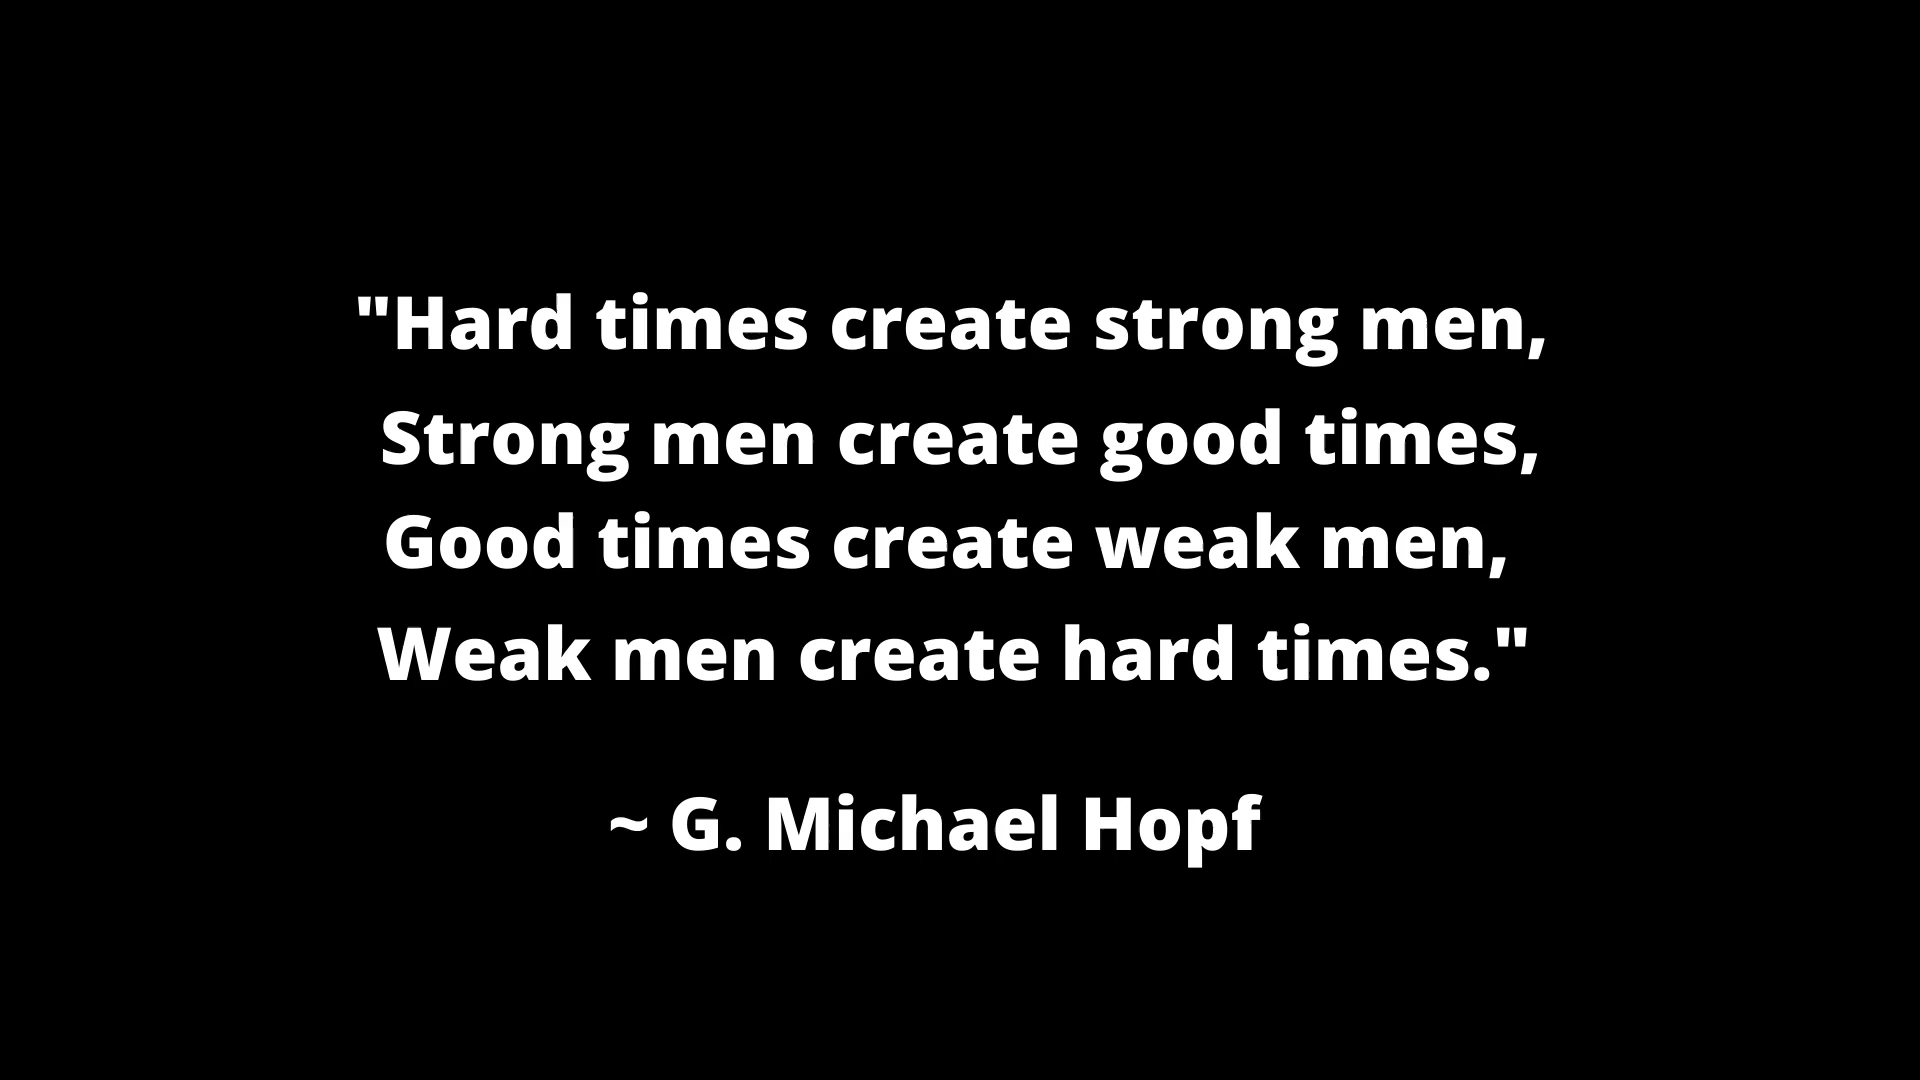 "Hard times create strong men,
Strong men create good times,
Good times create weak men,
Weak men create hard times."
~ G. Michael Hopf